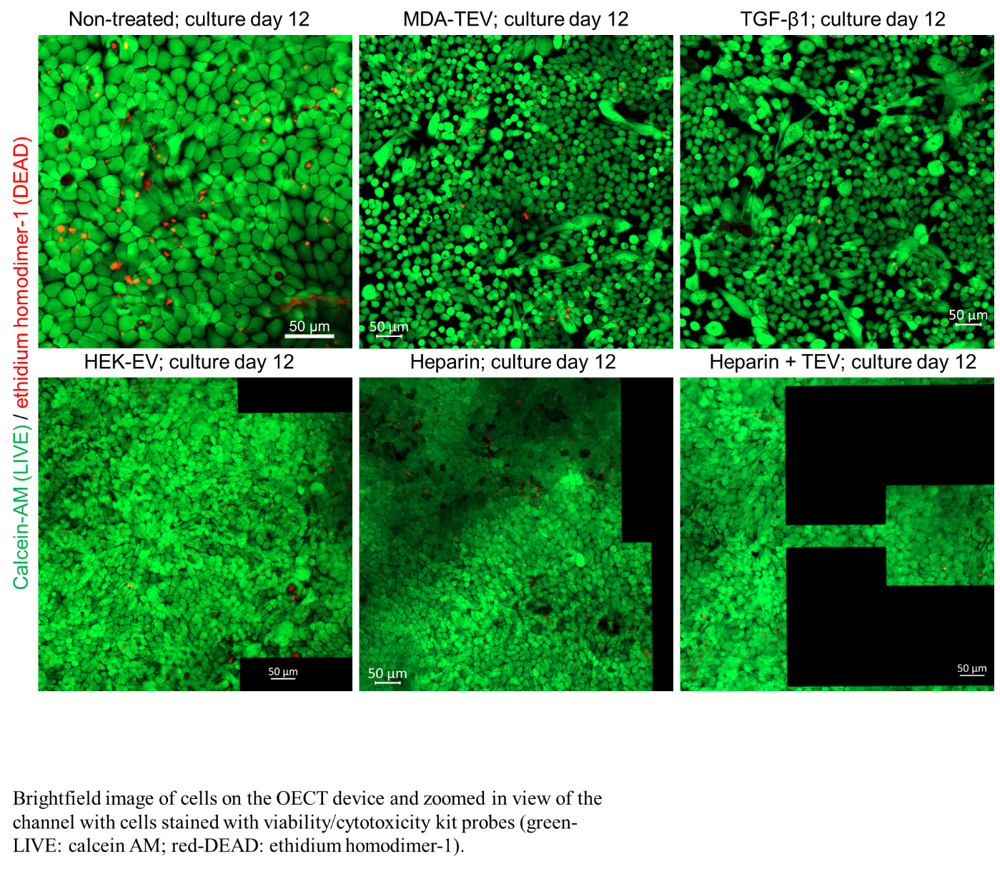 Non-treated; culture day 12
MDA-TEV; culture day 12
TGF-β1; culture day 12
Calcein-AM (LIVE) / ethidium homodimer-1 (DEAD)
50 μm
50 μm
50 μm
HEK-EV; culture day 12
Heparin; culture day 12
Heparin + TEV; culture day 12
50 μm
50 μm
50 μm
Brightfield image of cells on the OECT device and zoomed in view of the
channel with cells stained with viability/cytotoxicity kit probes (green-
LIVE: calcein AM; red-DEAD: ethidium homodimer-1).